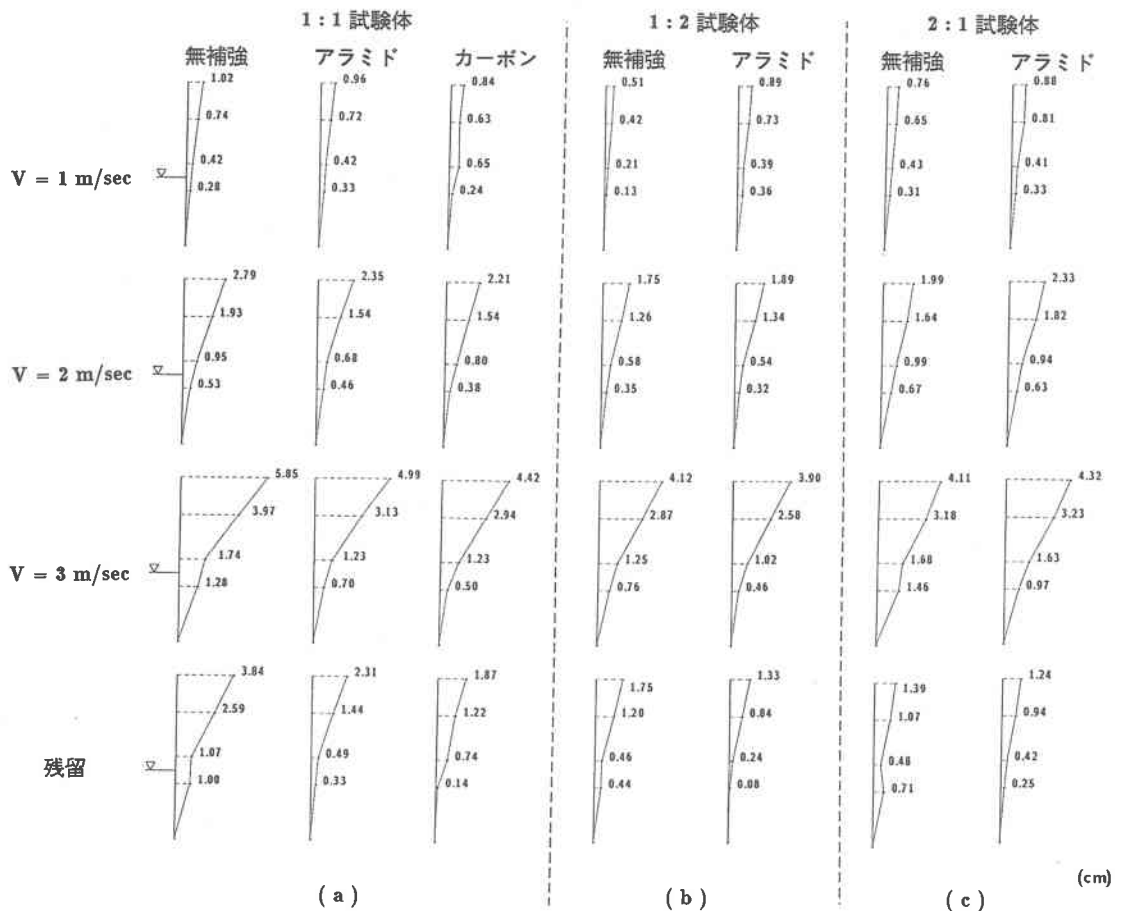 1 : 1 試験体 1 : 2 試験体 2 : 1 試験体
無補強 アラミド カーボン 無補強 アラミド 無補強 アラミド
1.02 0.96 0.84 0.51 0.89 0.76 0.88
0.74 0.72 0.63 0.42 0.73 0.65 0.81
0.42 0.42 0.65 0.21 0.39 0.43 0.41
V = 1 m/sec
0.28 0.33 0.24 0.13 0.36 0.31 0.33
2.79 2.35 2.21 1.75 1.89 1.99 2.33
1.93 1.54 1.54 1.26 1.34 1.64 1.82
0.95 0.68 0.80 0.58 0.54 0.99 0.94
V = 2 m/sec
0.53 0.46 0.38 0.35 0.32 0.67 0.63
5.85 4.99 4.42 4.12 3.90 4.11 4.32
3.97 3.13 2.94 2.87 2.58 3.18 3.23
1.74 1.23 1.23 1.25 1.02 1.68 1.63
V = 3 m/sec
1.28 0.70 0.50 0.76 0.46 1.46 0.97
3.84 2.31 1.87 1.75 1.33 1.39 1.24
2.59 1.44 1.22 1.20 0.84 1.07 0.94
1.07 0.49 0.74 0.46 0.24 0.48 0.42
残留
1.00 0.33 0.14 0.44 0.08 0.71 0.25
(cm)
( a ) ( b ) ( c )